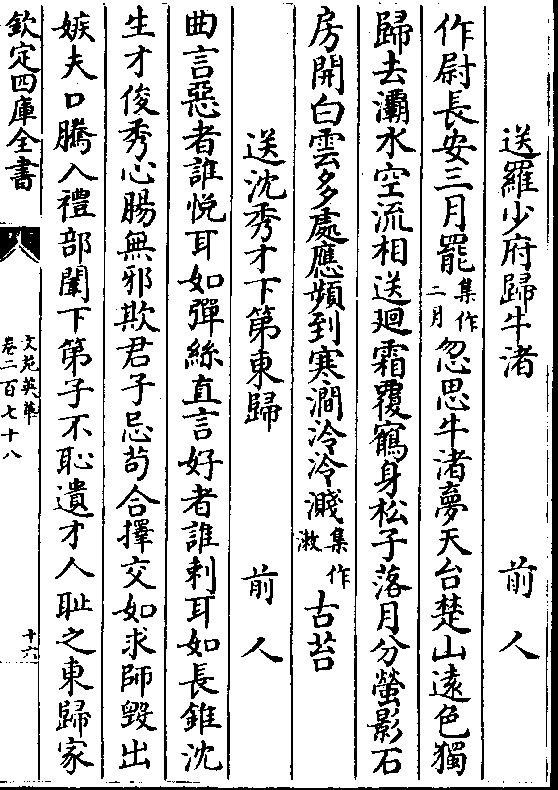 送羅少府歸牛渚　前人
作尉長安三月罷集作二月忽思牛渚夢天台楚山遠色獨
歸去灞水空流相送廻霜覆鶴身松子落月分螢影石
房開白雲多處應頻到寒澗泠泠濺集作漱古苔
送沈秀才下第東歸　前人
曲言惡者誰悅耳如彈絲直言好者誰刺耳如長錐沈
生才俊秀心腸無邪欺君子忌苟合擇交如求師毀出
嫉夫口騰入禮部闈下第子不恥遺才人耻之東歸家
欽定四庫全書
文苑英華
卷二百七十八
十六